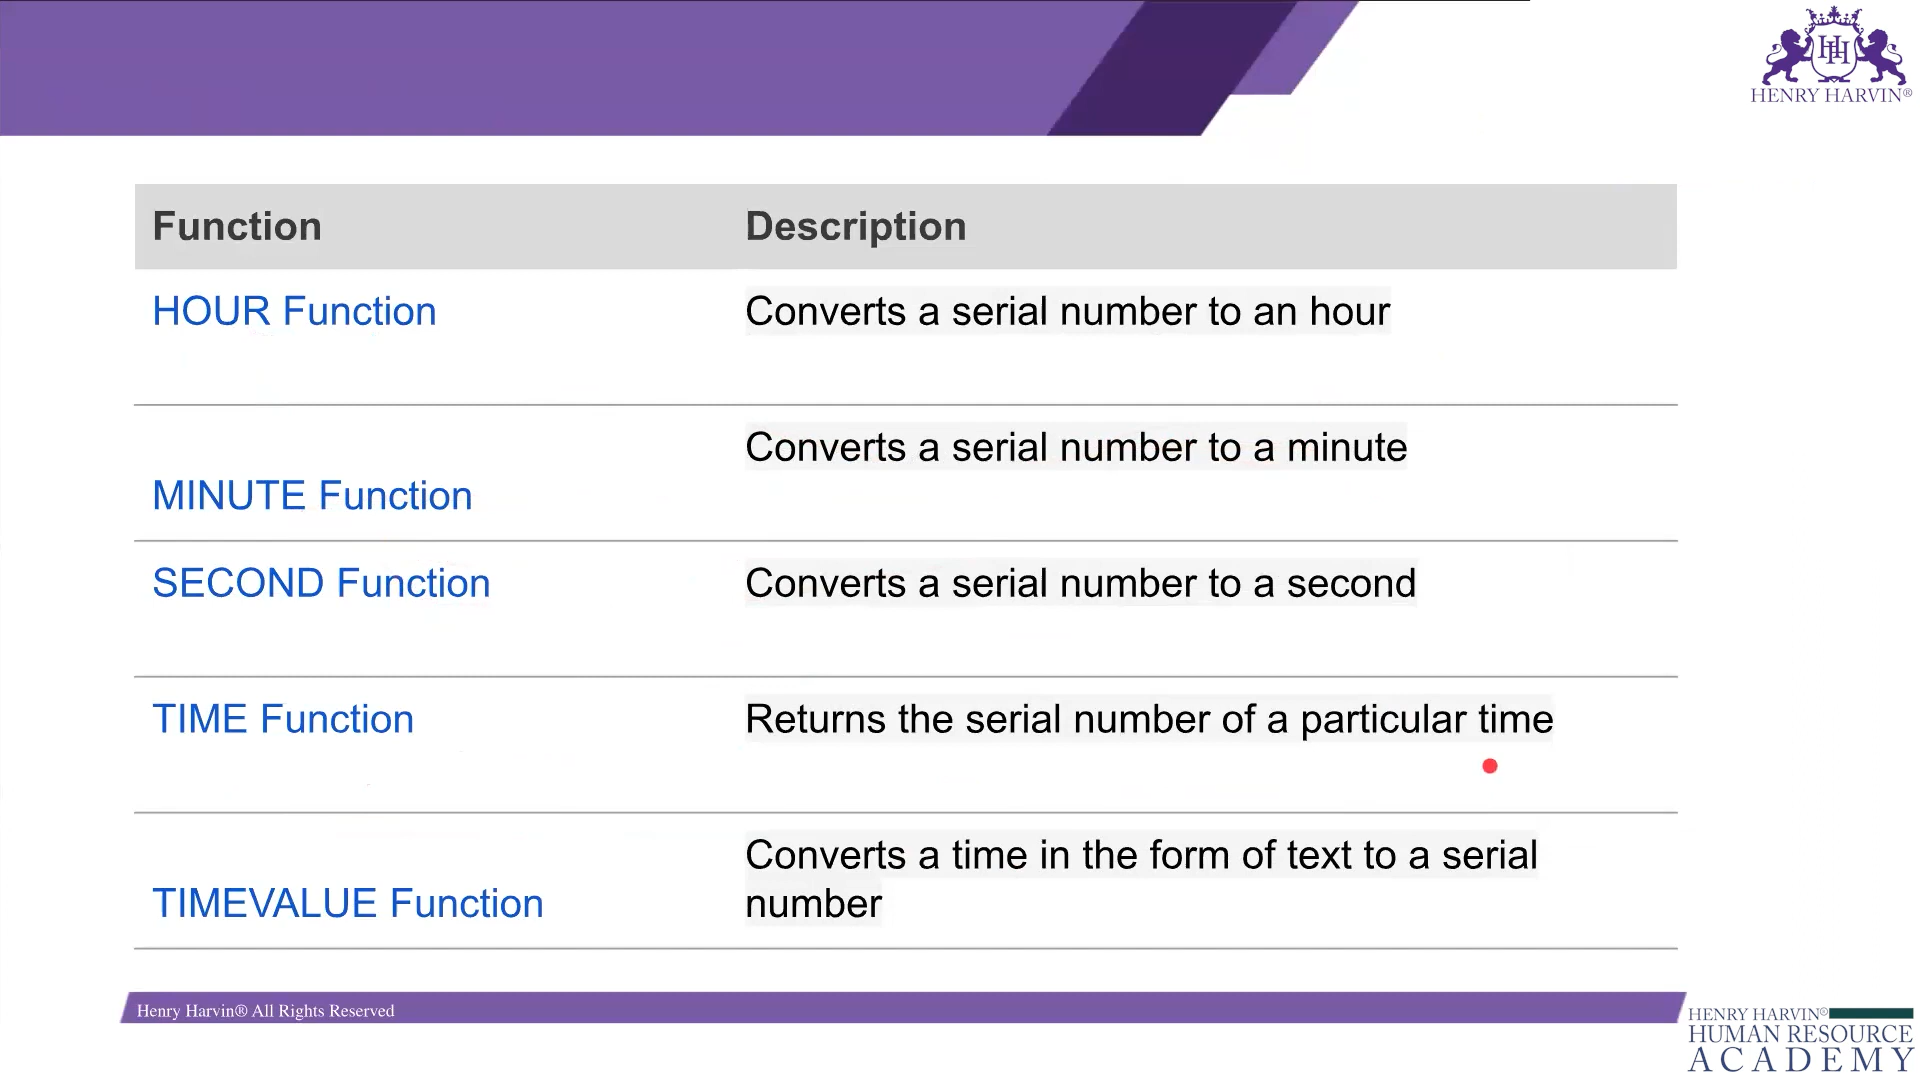 HENRY HARVIN®
Function Description
HOUR Function Converts a serial number to an hour
Converts a serial number to a minute
MINUTE Function
SECOND Function Converts a serial number to a second
TIME Function Returns the serial number of a particular time
Converts a time in the form of text to a serial
TIMEVALUE Function number
Henry Harvin® All Rights Reserved
HENRY HARVIN®
HUMAN RESOURCE
ACADEMY